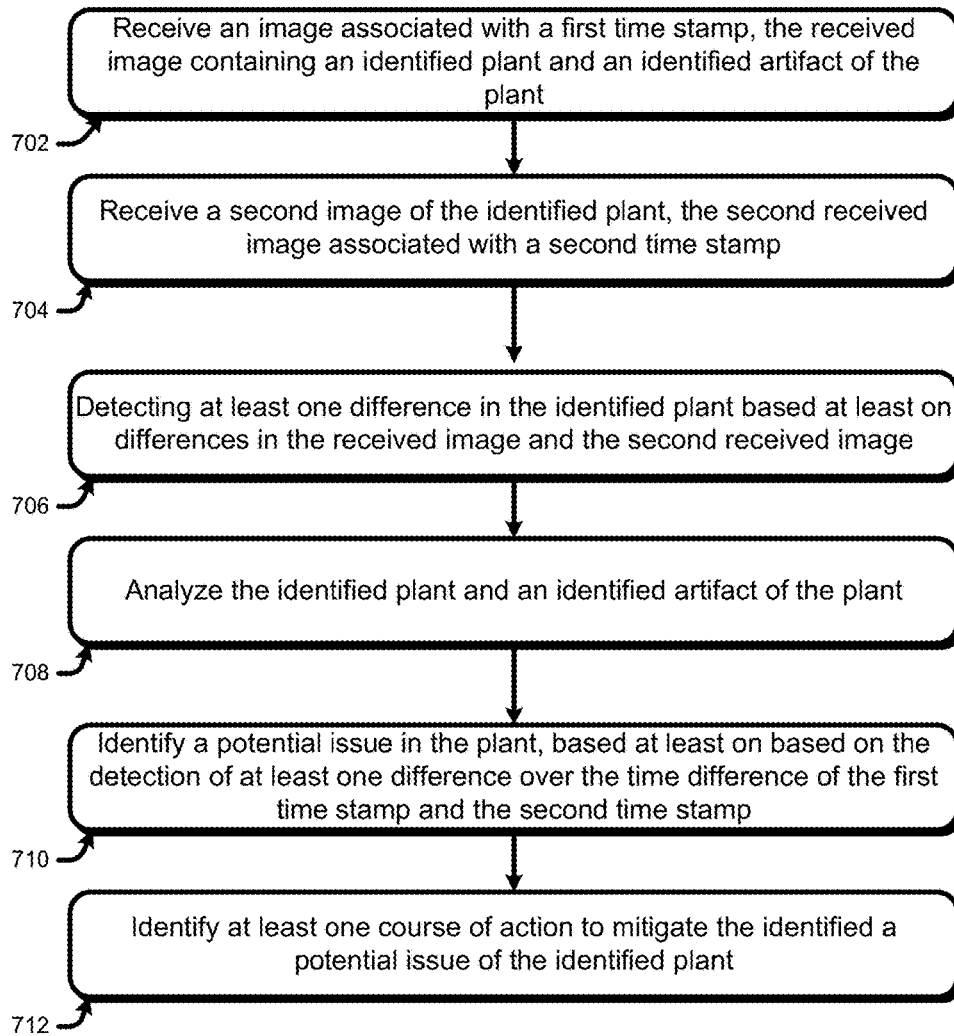 Receive an image associated with a first time stamp, the received
image containing an identified plant and an identified artifact of the
plant
702
Receive a second image of the identified plant, the second received
image associated with a second time stamp
704
Detecting at least one difference in the identified plant based at least on
differences in the received image and the second received image
706
Analyze the identified plant and an identified artifact of the plant
708
Identify a potential issue in the plant, based at least on based on the
detection of at least one difference over the time difference of the first
time stamp and the second time stamp
710
Identify at least one course of action to mitigate the identified a
potential issue of the identified plant
712